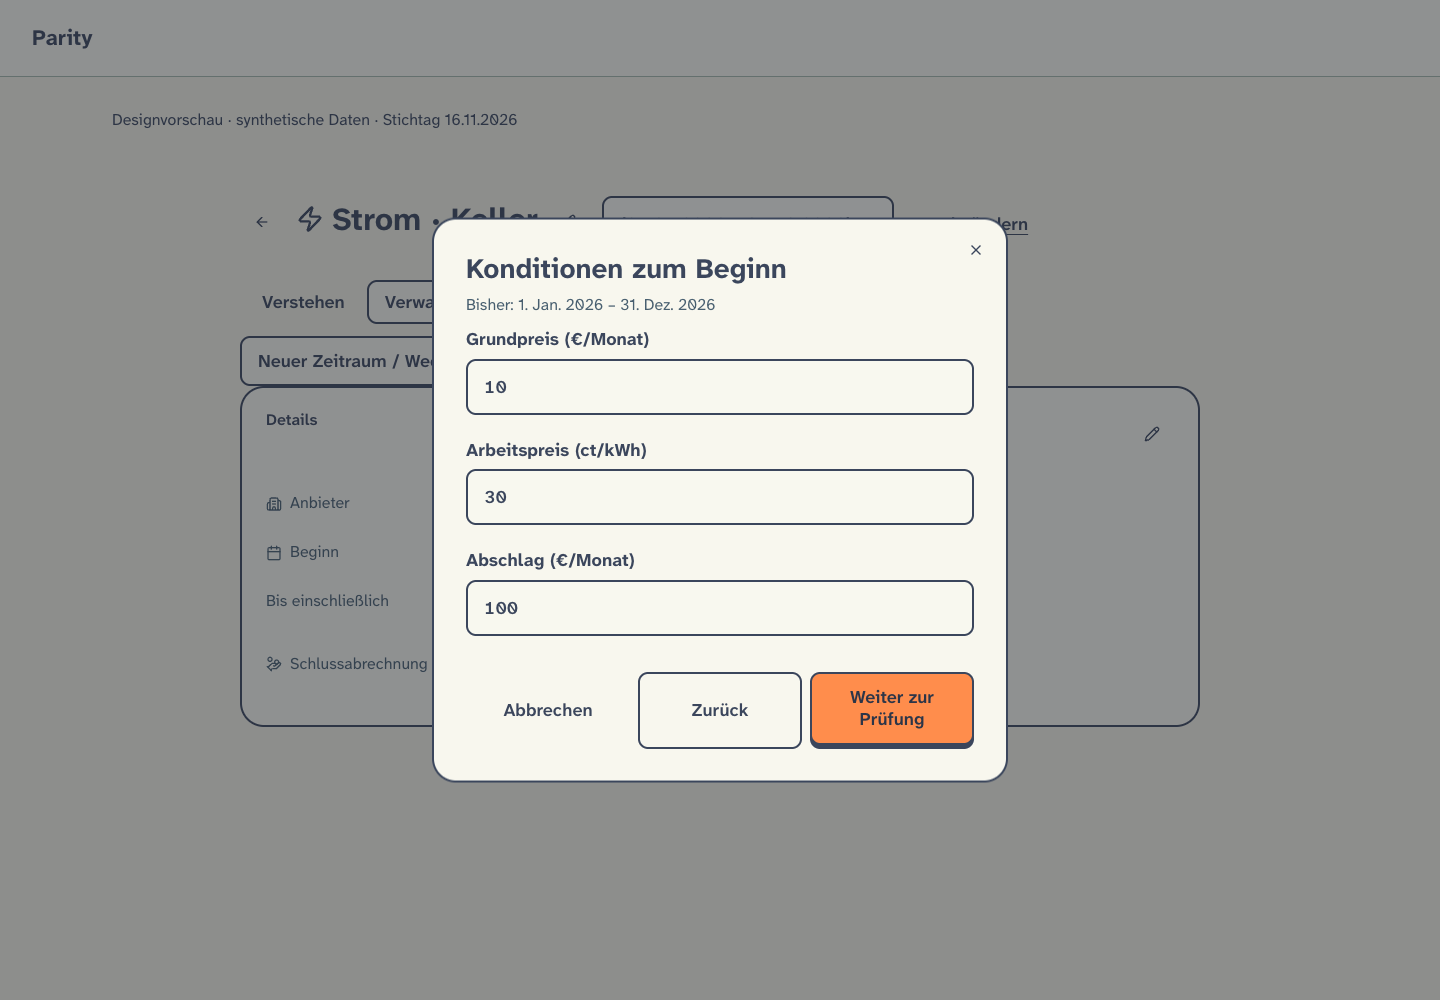 Parity
Designvorschau · synthetische Daten · Stichtag 16.11.2026
Strom · Keller
Verstehen
Neuer Zeitraum /
Details
Anbieter
Beginn
Bis einschließlich
Schlussabrechnung
Konditionen zum Beginn
Bisher: 1. Jan. 2026 – 31. Dez. 2026
Grundpreis (€/Monat)
10
Arbeitspreis (ct/kWh)
30
Abschlag (€/Monat)
100
Abbrechen
Zurück
Weiter zur
Prüfung